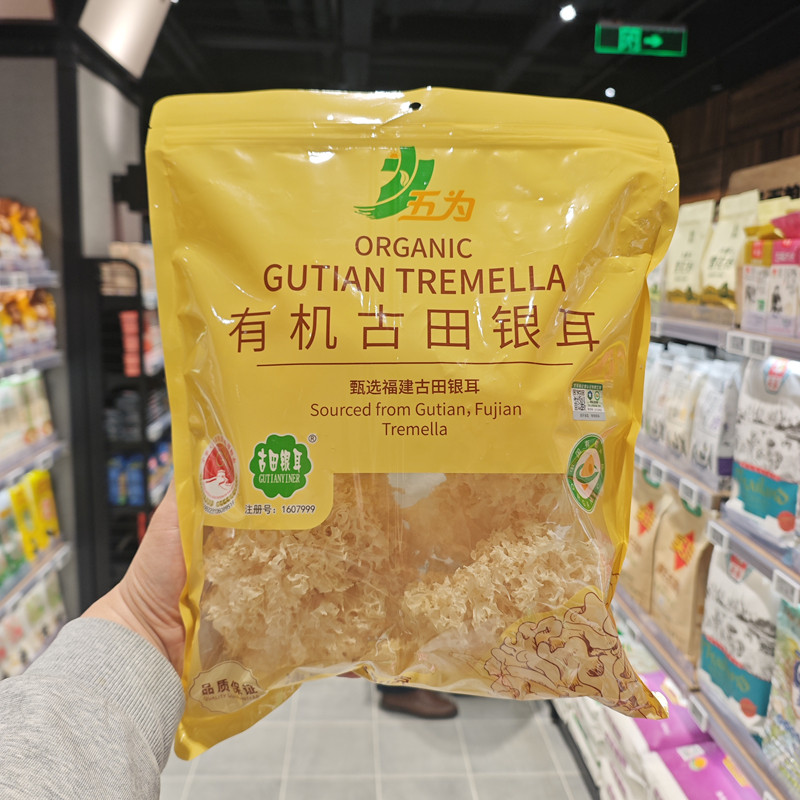 五为
ORGANIC
GUTIAN TREMELLA
有机古田银耳
甄选福建古田银耳
Sourced from Gutian, Fujian
Tremella
古田银耳
®
GUTIANYINER
注册号：1607999
品质保证